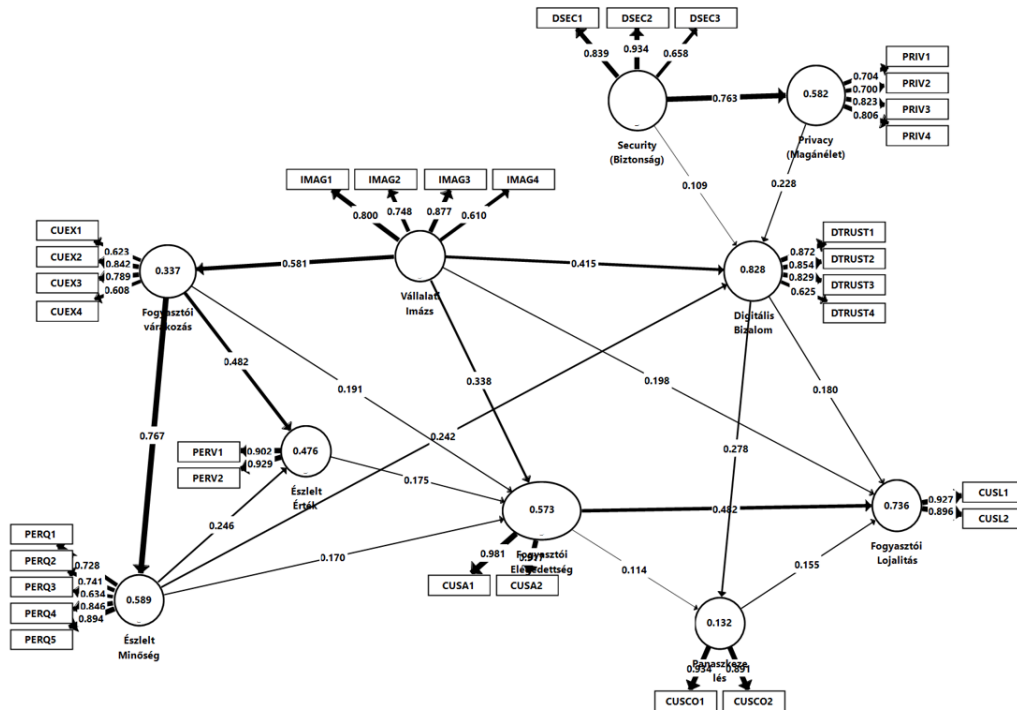 DSEC1
DSEC2
DSEC3
0.839
0.934
0.658
PRIV1
PRIV2
PRIV3
PRIV4
0.704
0.700
0.823
0.806
0.763
0.582
Security
(Biztonság)
Privacy
(Magánélet)
0.109
0.228
IMAG1
IMAG2
IMAG3
IMAG4
0.800
0.748
0.877
0.610
CUEX1
CUEX2
CUEX3
CUEX4
0.623
0.842
0.789
0.608
0.337
Fogyasztói
várakozás
0.581
Vállalati
Imázs
0.415
0.828
Digitális
Bizalom
0.872
0.854
0.829
0.625
DTRUST1
DTRUST2
DTRUST3
DTRUST4
0.482
0.191
0.338
0.198
0.180
0.767
0.242
0.278
PERV1
PERV2
0.902
0.929
0.476
Észlelt
Érték
0.175
0.246
0.170
0.573
Fogyasztói
Elégedettség
0.981
CUSA1
CUSA2
0.482
0.736
Fogyasztói
Lojalitás
0.927
0.896
CUSL1
CUSL2
0.114
0.155
PERQ1
PERQ2
PERQ3
PERQ4
PERQ5
0.728
0.741
0.634
0.846
0.894
0.589
Észlelt
Minőség
0.132
Panaszkeze
lés
0.934
0.891
CUSCO1
CUSCO2